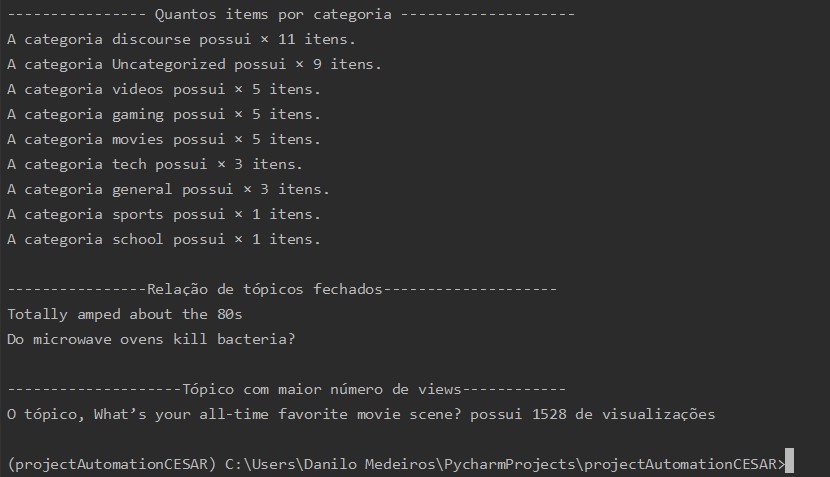 ---------------- Quantos items por categoria --------------------
A categoria discourse possui × 11 itens.
A categoria Uncategorized possui × 9 itens.
A categoria videos possui × 5 itens.
A categoria gaming possui × 5 itens.
A categoria movies possui × 5 itens.
A categoria tech possui × 3 itens.
A categoria general possui × 3 itens.
A categoria sports possui × 1 itens.
A categoria school possui × 1 itens.
----------------Relação de tópicos fechados--------------------
Totally amped about the 80s
Do microwave ovens kill bacteria?
--------------------Tópico com maior número de views------------
O tópico, What’s your all-time favorite movie scene? possui 1528 de visualizações
(projectAutomationCESAR) C:\Users\Danilo Medeiros\PycharmProjects\projectAutomationCESAR>